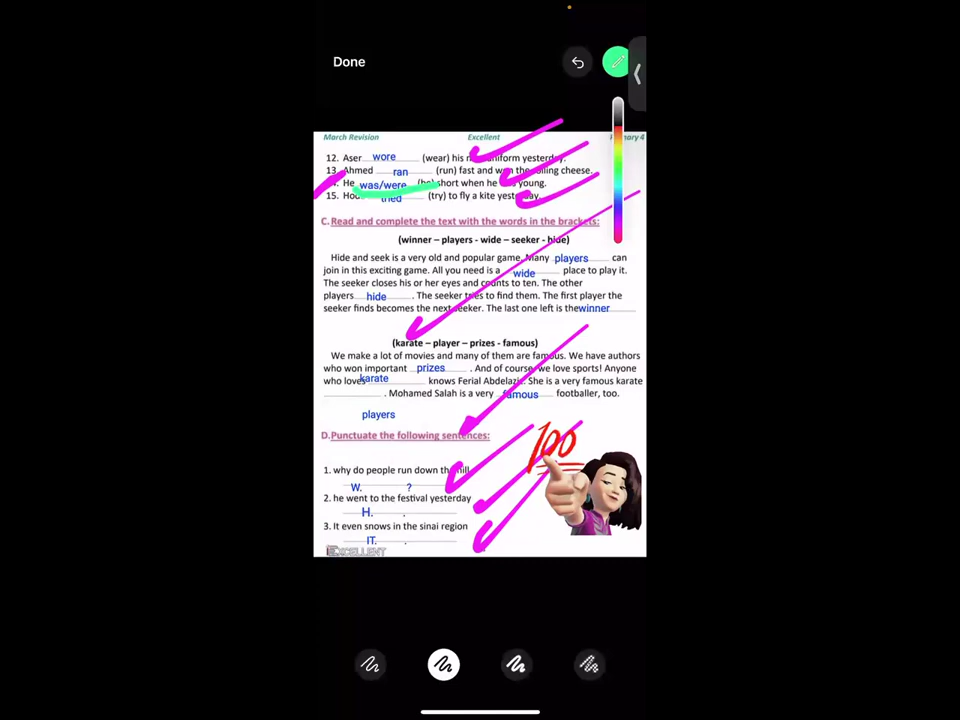 Done
March Revision Excellent Primary 4
12. Aser wore (wear) his uniform yesterday.
13. Ahmed ran (run) fast and won the rolling cheese.
He was/were (be) short when he young.
15. tried (try) to fly a kite yesterday
C. Read and complete the text with the words in the brackets:
(winner – players - wide – seeker - hide)
Hide and seek is a very old and popular game. Many players can
join in this exciting game. All you need is a wide place to play it.
The seeker closes his or her eyes and counts to ten. The other
players hide . The seeker tries to find them. The first player the
seeker finds becomes the next seeker. The last one left is the winner
(karate – player – prizes - famous)
We make a lot of movies and many of them are famous. We have authors
who won important prizes . And of course, we love sports! Anyone
who loves karate knows Ferial Abdelaziz. She is a very famous karate
. Mohamed Salah is a very famous footballer, too.
players
D. Punctuate the following sentences:
100
1. why do people run down the hill
W. ?
2. he went to the festival yesterday
H. .
3. It even snows in the sinai region
IT. .
EXCELLENT